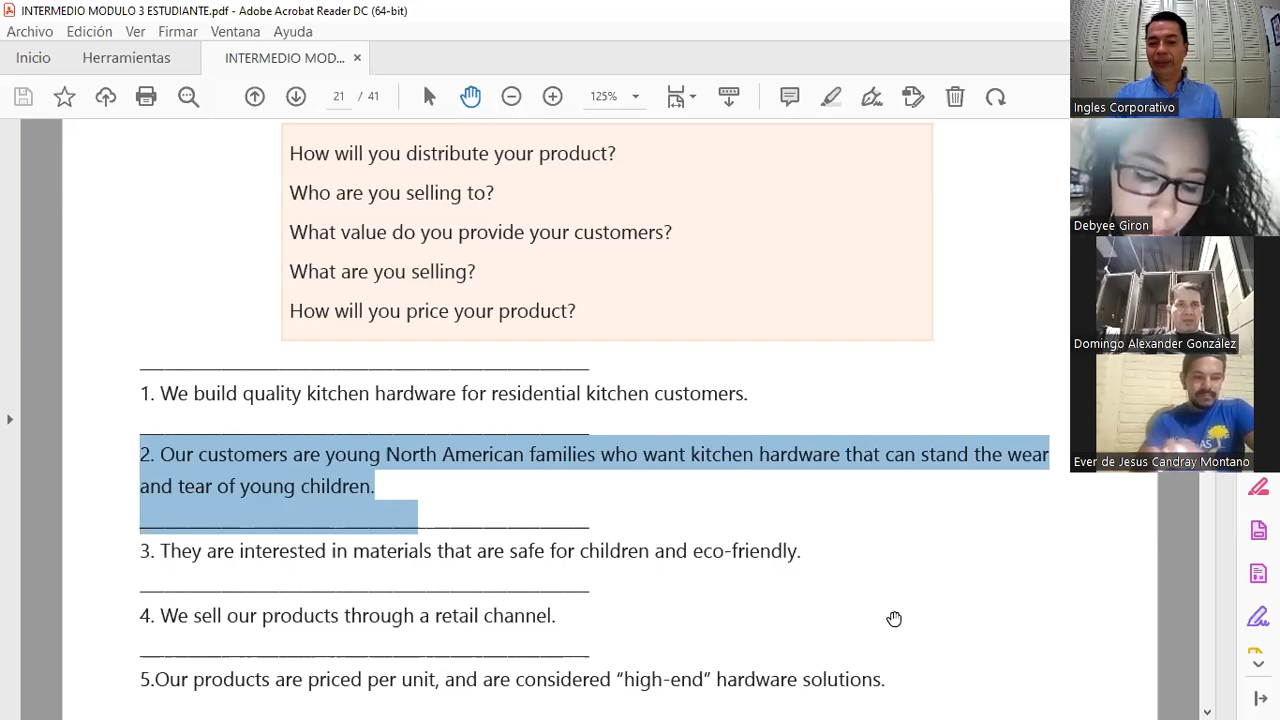 INTERMEDIO MODULO 3 ESTUDIANTE.pdf - Adobe Acrobat Reader DC (64-bit)
Archivo Edición Ver Firmar Ventana Ayuda
Inicio Herramientas INTERMEDIO MOD... ×
21 / 41 125%
How will you distribute your product?
Who are you selling to?
What value do you provide your customers?
What are you selling?
How will you price your product?
1. We build quality kitchen hardware for residential kitchen customers.
2. Our customers are young North American families who want kitchen hardware that can stand the wear
and tear of young children.
3. They are interested in materials that are safe for children and eco-friendly.
4. We sell our products through a retail channel.
5.Our products are priced per unit, and are considered “high-end” hardware solutions.
Ingles Corporativo
Debyee Giron
Domingo Alexander González
Ever de Jesus Candray Montano